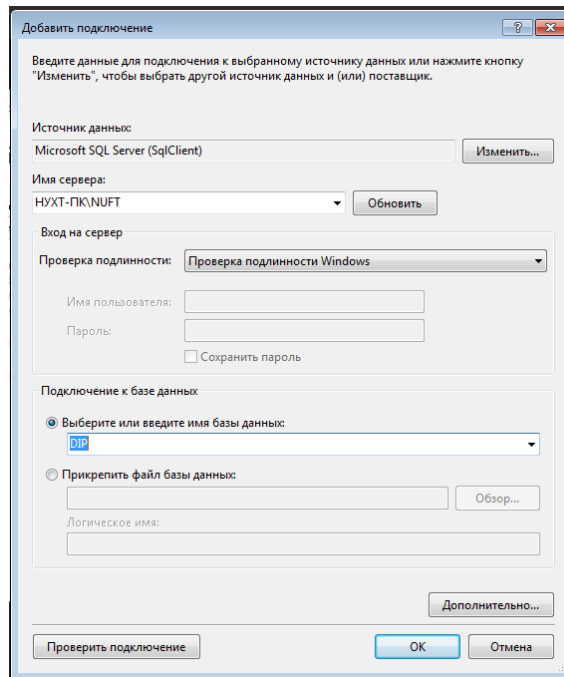 Добавить подключение
Введите данные для подключения к выбранному источнику данных или нажмите кнопку
"Изменить", чтобы выбрать другой источник данных и (или) поставщик.
Источник данных:
Microsoft SQL Server (SqlClient)
Изменить...
Имя сервера:
НУХТ-ПК\NUFT
Обновить
Вход на сервер
Проверка подлинности:
Проверка подлинности Windows
Имя пользователя:
Пароль:
Сохранить пароль
Подключение к базе данных
Выберите или введите имя базы данных:
DIP
Прикрепить файл базы данных:
Обзор...
Логическое имя:
Дополнительно...
Проверить подключение
ОК
Отмена